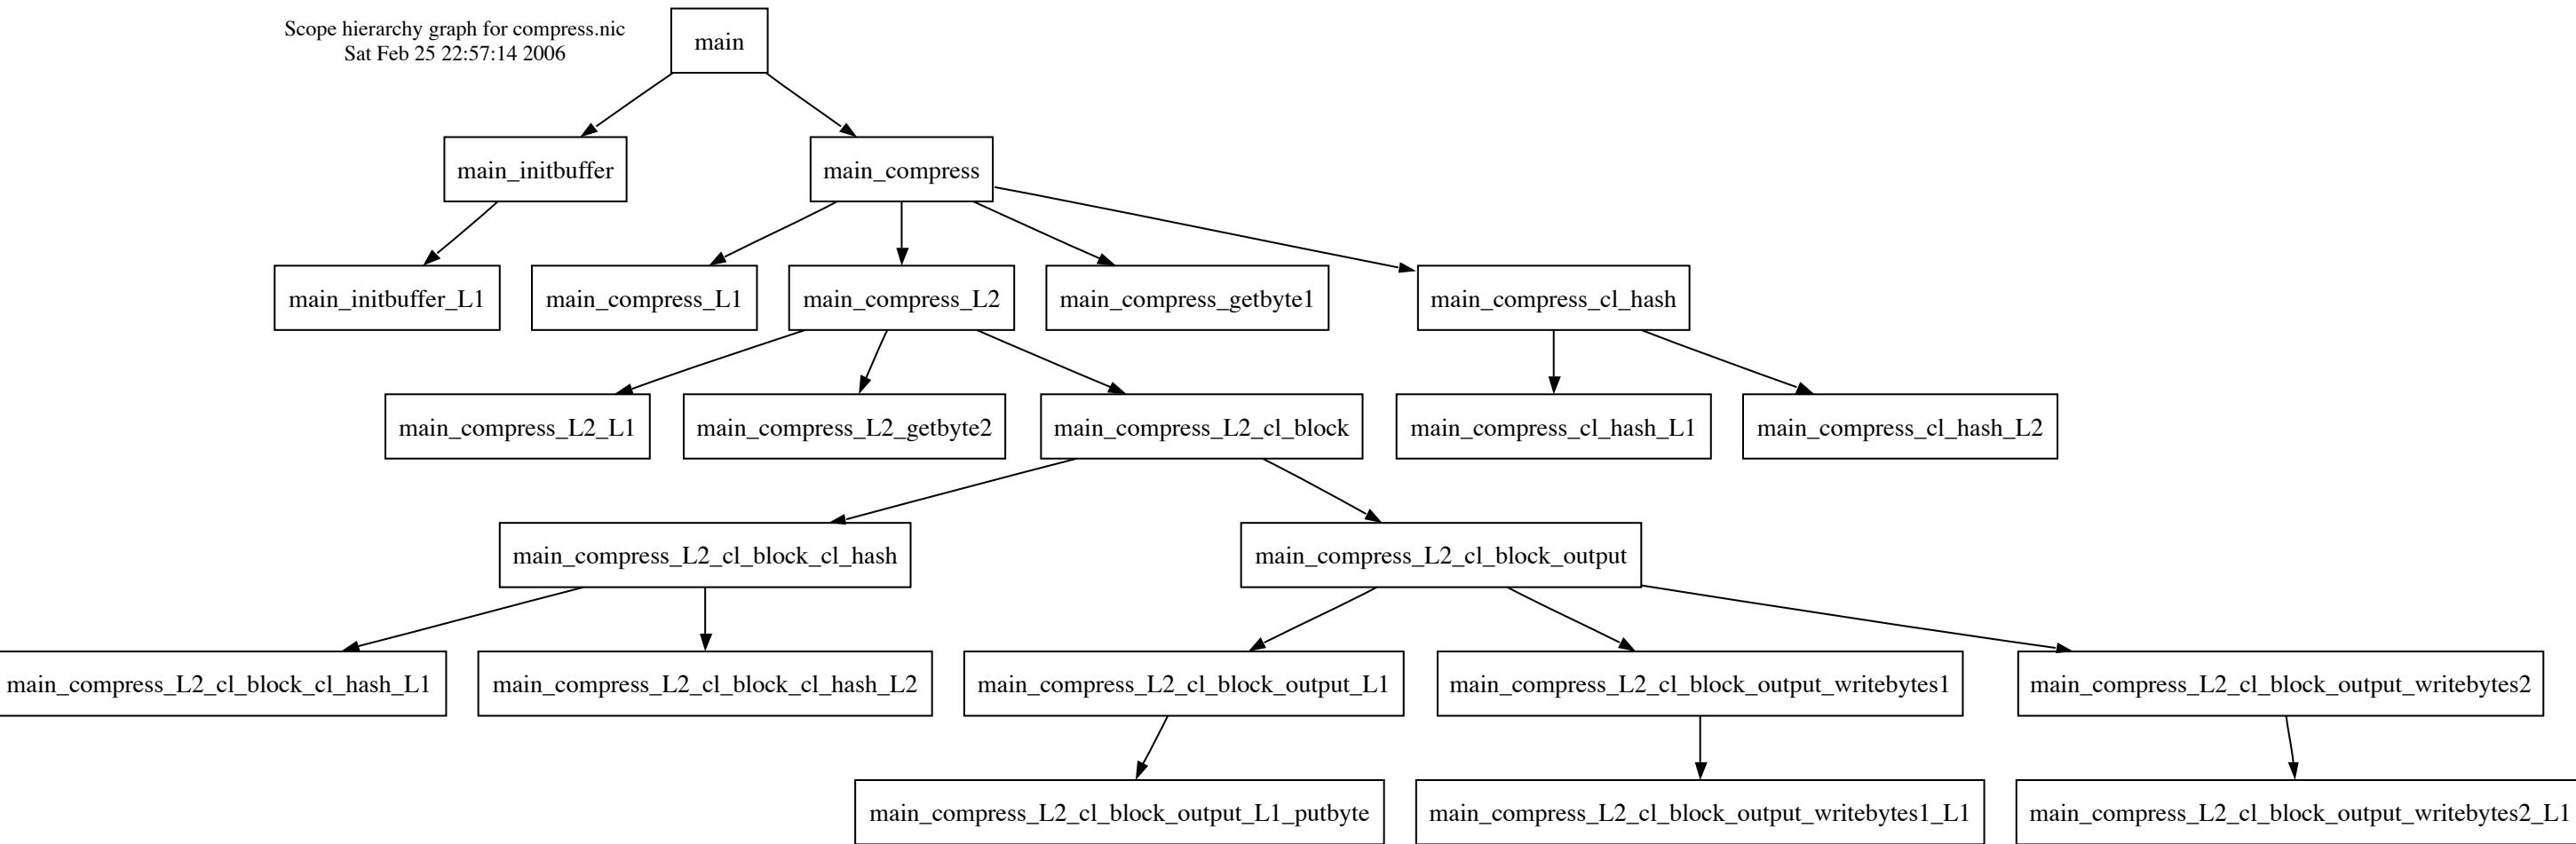 Scope hierarchy graph for compress.nic
Sat Feb 25 22:57:14 2006
main
main_initbuffer
main_compress
main_initbuffer_L1
main_compress_L1
main_compress_L2
main_compress_getbyte1
main_compress_cl_hash
main_compress_L2_L1
main_compress_L2_getbyte2
main_compress_L2_cl_block
main_compress_cl_hash_L1
main_compress_cl_hash_L2
main_compress_L2_cl_block_cl_hash
main_compress_L2_cl_block_output
main_compress_L2_cl_block_cl_hash_L1
main_compress_L2_cl_block_cl_hash_L2
main_compress_L2_cl_block_output_L1
main_compress_L2_cl_block_output_writebytes1
main_compress_L2_cl_block_output_writebytes2
main_compress_L2_cl_block_output_L1_putbyte
main_compress_L2_cl_block_output_writebytes1_L1
main_compress_L2_cl_block_output_writebytes2_L1